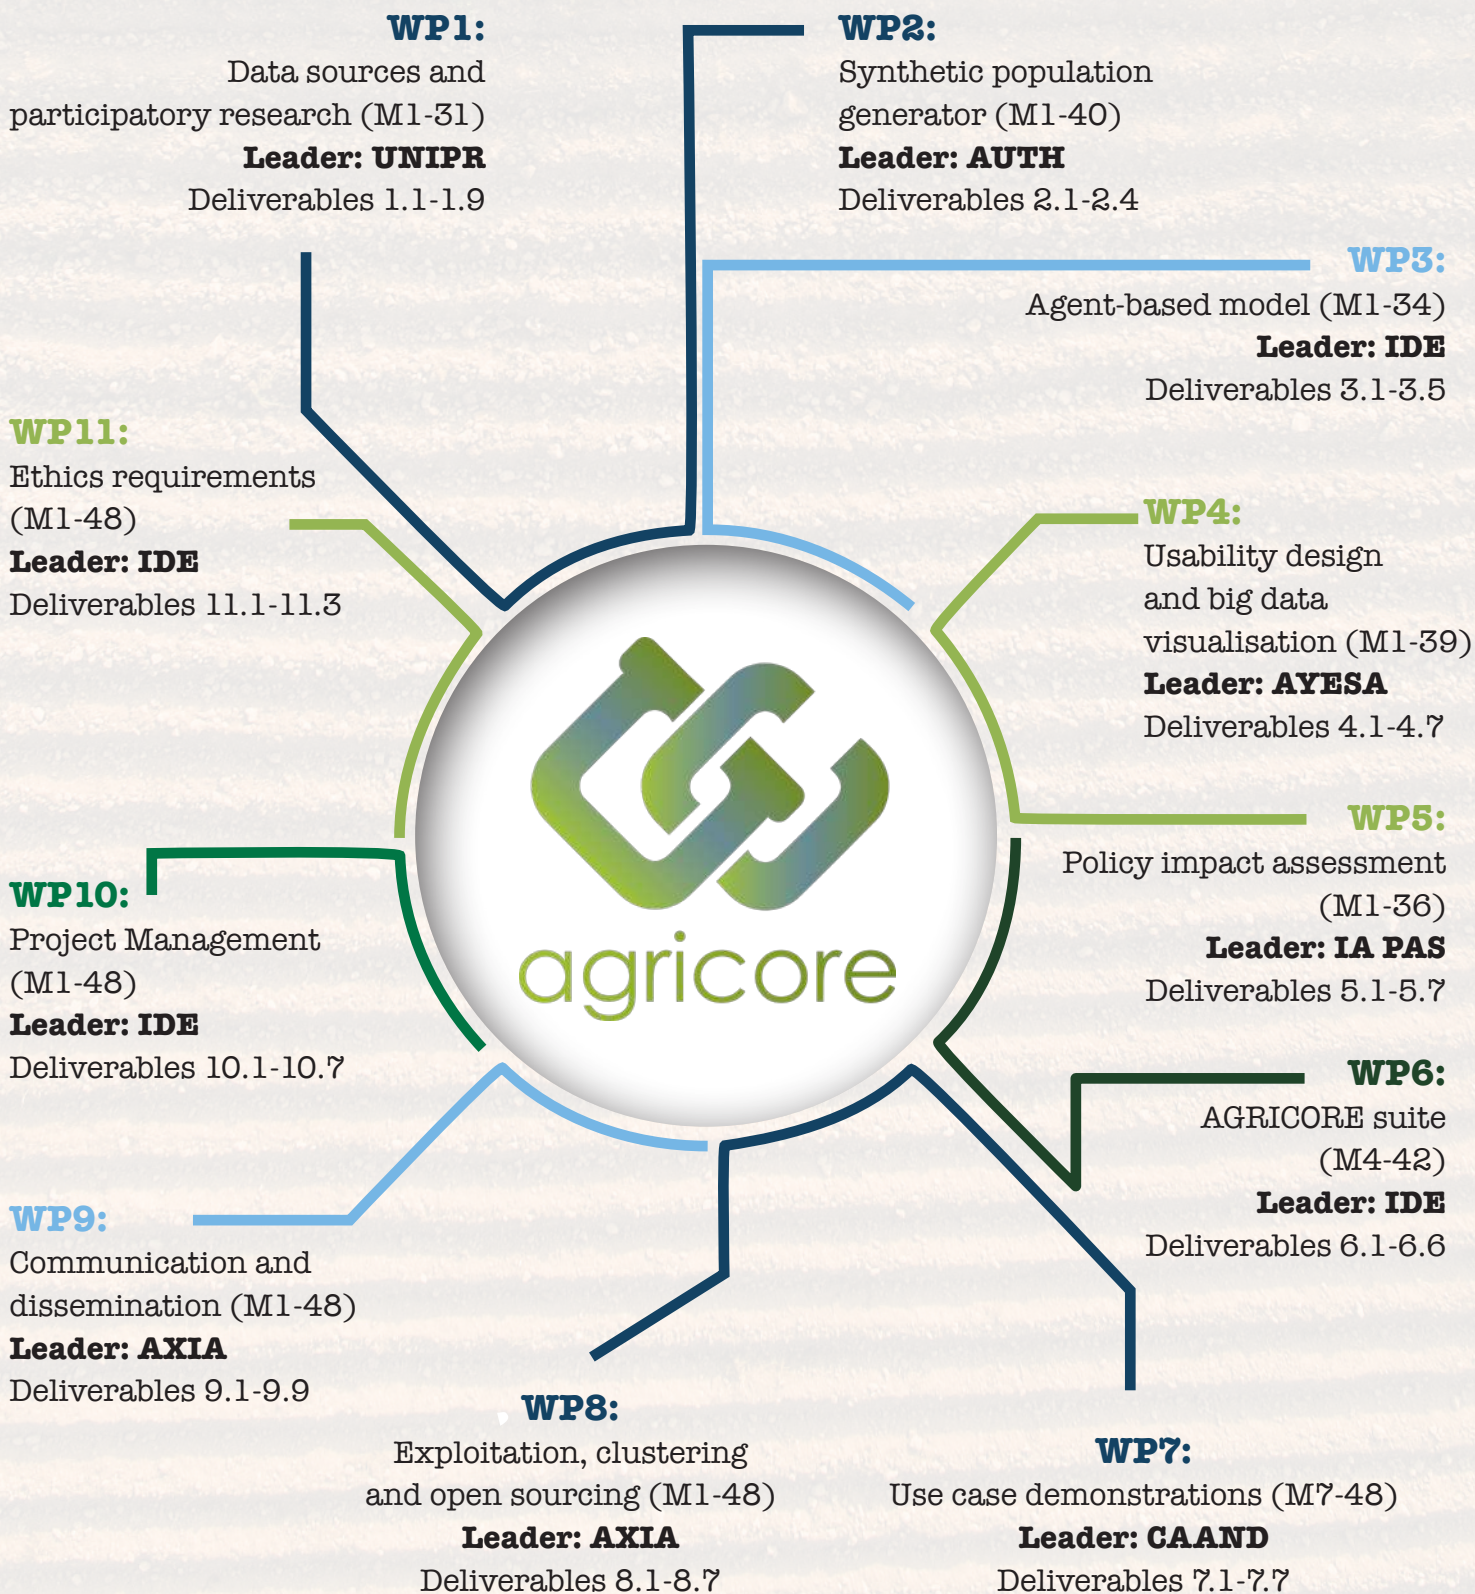 WP1:
Data sources and
participatory research (M1-31)
Leader: UNIPR
Deliverables 1.1-1.9
WP2:
Synthetic population
generator (M1-40)
Leader: AUTH
Deliverables 2.1-2.4
WP3:
Agent-based model (M1-34)
Leader: IDE
Deliverables 3.1-3.5
WP4:
Usability design
and big data
visualisation (M1-39)
Leader: AYESA
Deliverables 4.1-4.7
WP5:
Policy impact assessment
(M1-36)
Leader: IA PAS
Deliverables 5.1-5.7
WP6:
AGRICORE suite
(M4-42)
Leader: IDE
Deliverables 6.1-6.6
WP7:
Use case demonstrations (M7-48)
Leader: CAAND
Deliverables 7.1-7.7
WP8:
Exploitation, clustering
and open sourcing (M1-48)
Leader: AXIA
Deliverables 8.1-8.7
WP9:
Communication and
dissemination (M1-48)
Leader: AXIA
Deliverables 9.1-9.9
WP10:
Project Management
(M1-48)
Leader: IDE
Deliverables 10.1-10.7
WP11:
Ethics requirements
(M1-48)
Leader: IDE
Deliverables 11.1-11.3
agricore